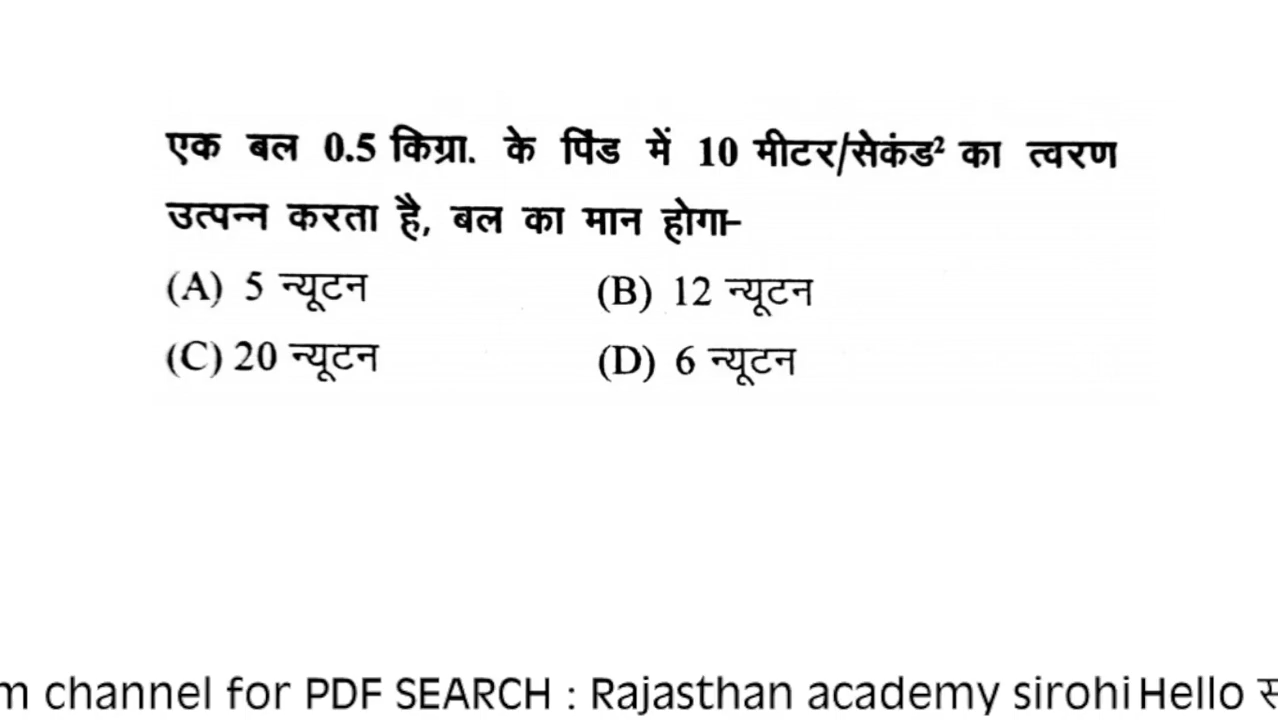 एक बल 0.5 किग्रा. के पिंड में 10 मीटर/सेकंड² का त्वरण
उत्पन्न करता है, बल का मान होगा-
(A) 5 न्यूटन (B) 12 न्यूटन
(C) 20 न्यूटन (D) 6 न्यूटन
channel for PDF SEARCH : Rajasthan academy sirohi Hello